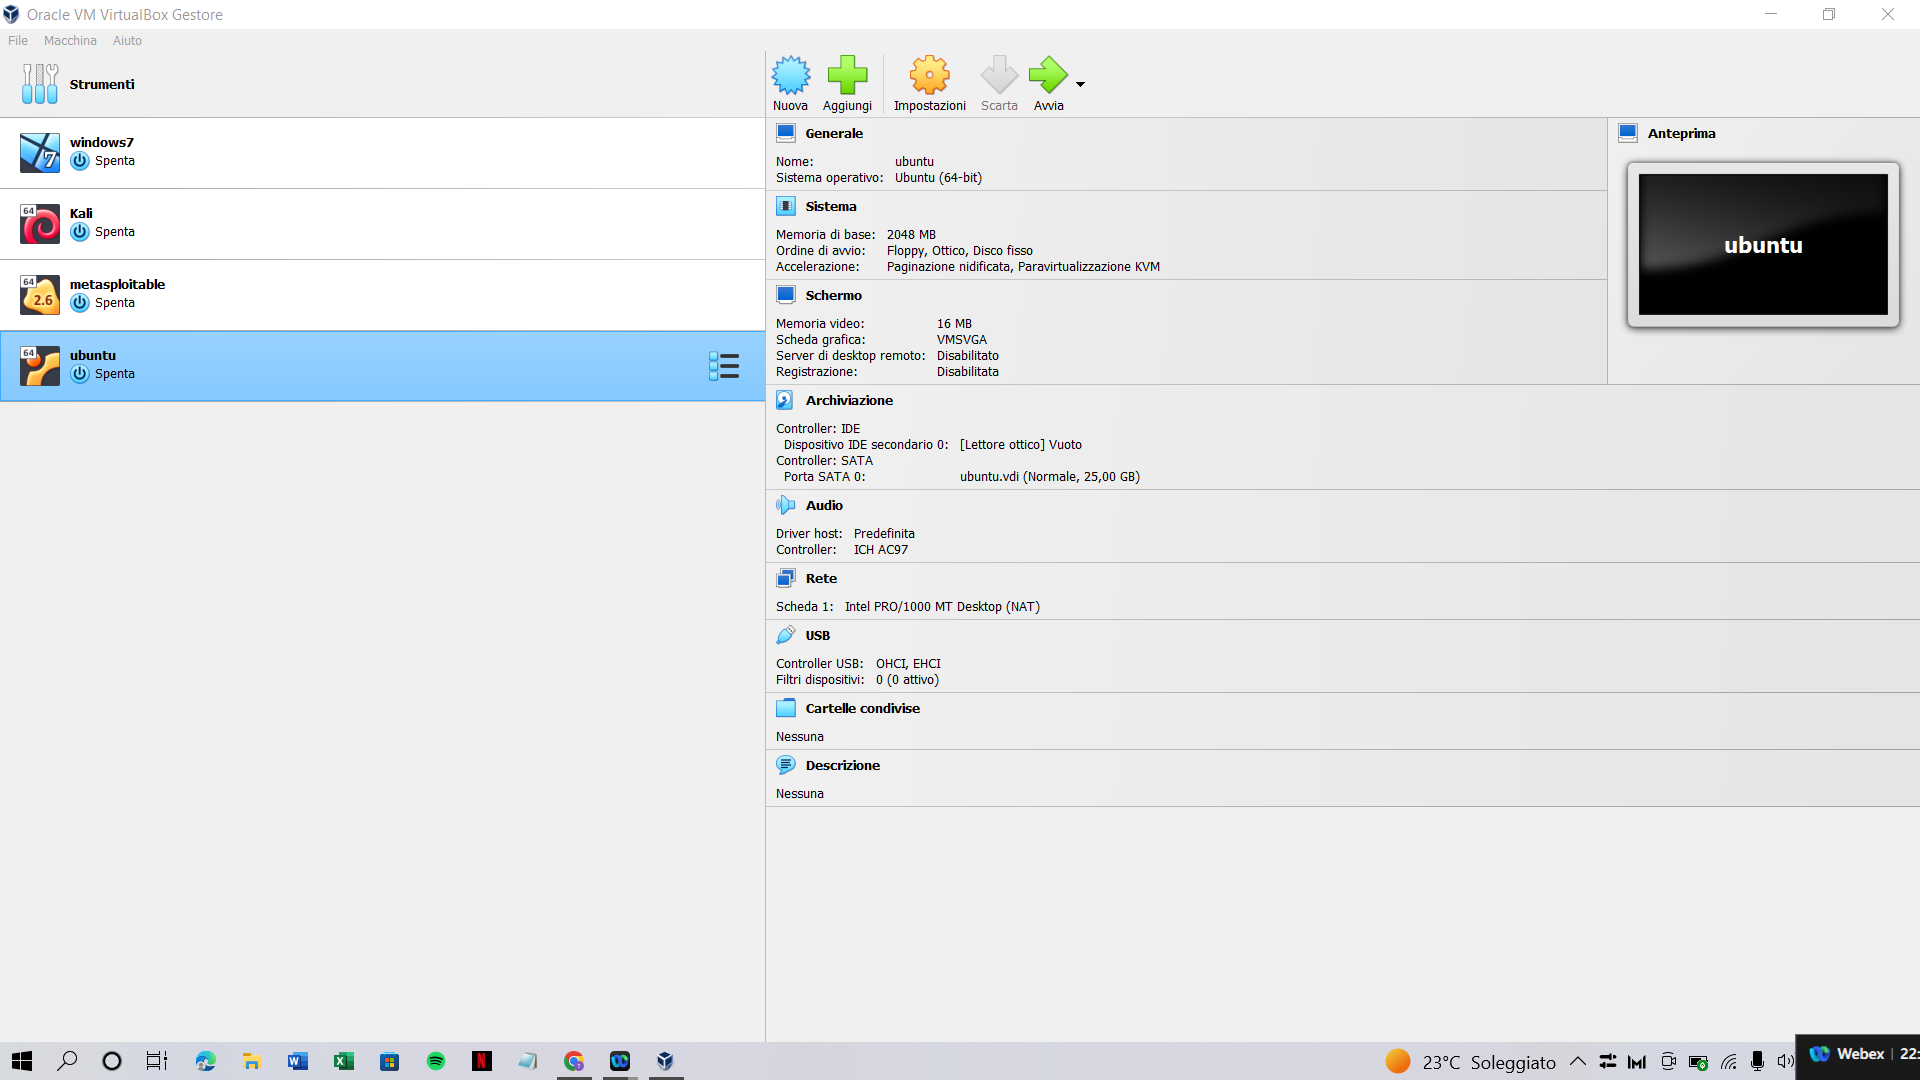 Oracle VM VirtualBox Gestore
File Macchina Aiuto
Strumenti
windows7
Spenta
64
Kali
Spenta
64
2.6
metasploitable
Spenta
64
ubuntu
Spenta
Nuova Aggiungi Impostazioni Scarta Avvia
Generale
Nome: ubuntu
Sistema operativo: Ubuntu (64-bit)
Sistema
Memoria di base: 2048 MB
Ordine di avvio: Floppy, Ottico, Disco fisso
Accelerazione: Paginazione nidificata, Paravirtualizzazione KVM
Schermo
Memoria video: 16 MB
Scheda grafica: VMSVGA
Server di desktop remoto: Disabilitato
Registrazione: Disabilitata
Anteprima
ubuntu
Archiviazione
Controller: IDE
Dispositivo IDE secondario 0: [Lettore ottico] Vuoto
Controller: SATA
Porta SATA 0: ubuntu.vdi (Normale, 25,00 GB)
Audio
Driver host: Predefinita
Controller: ICH AC97
Rete
Scheda 1: Intel PRO/1000 MT Desktop (NAT)
USB
Controller USB: OHCI, EHCI
Filtri dispositivi: 0 (0 attivo)
Cartelle condivise
Nessuna
Descrizione
Nessuna
23°C Soleggiato
Webex | 22: